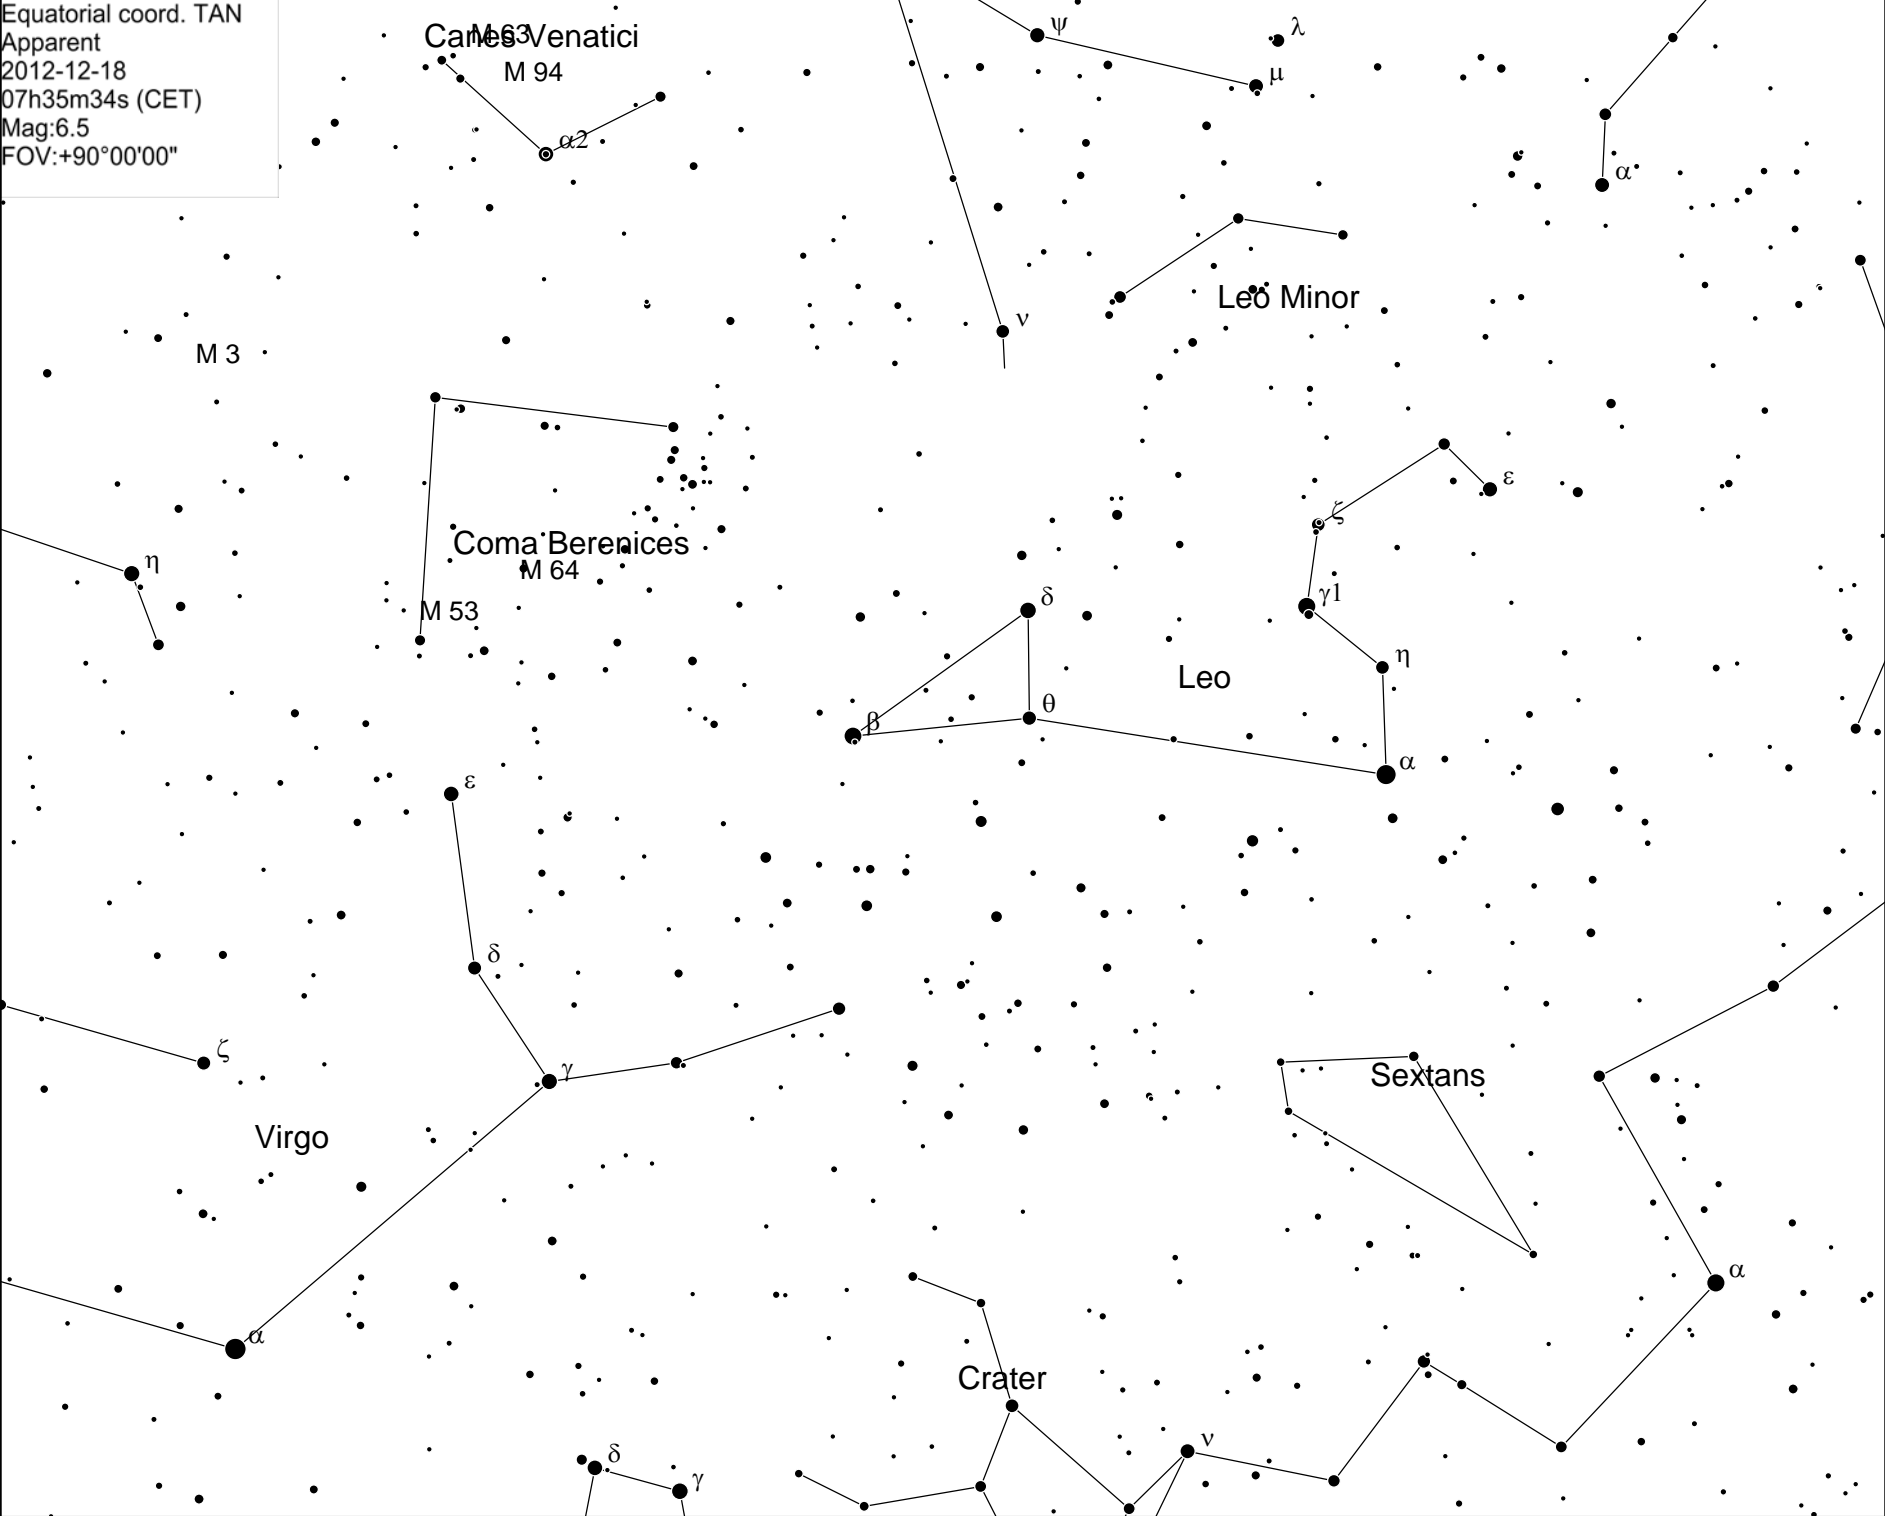 Equatorial coord. TAN
Apparent
2012-12-18
07h35m34s (CET)
Mag:6.5
FOV:+90°00'00"
ψ
λ
M 63
Canes Venatici
M 94
μ
α2
α
Leo Minor
ν
M 3
ε
ζ
Coma Berenices
η
M 64
γ1
δ
M 53
η
Leo
θ
β
α
ε
δ
ζ
γ
Sextans
Virgo
α
α
Crater
ν
δ
γ